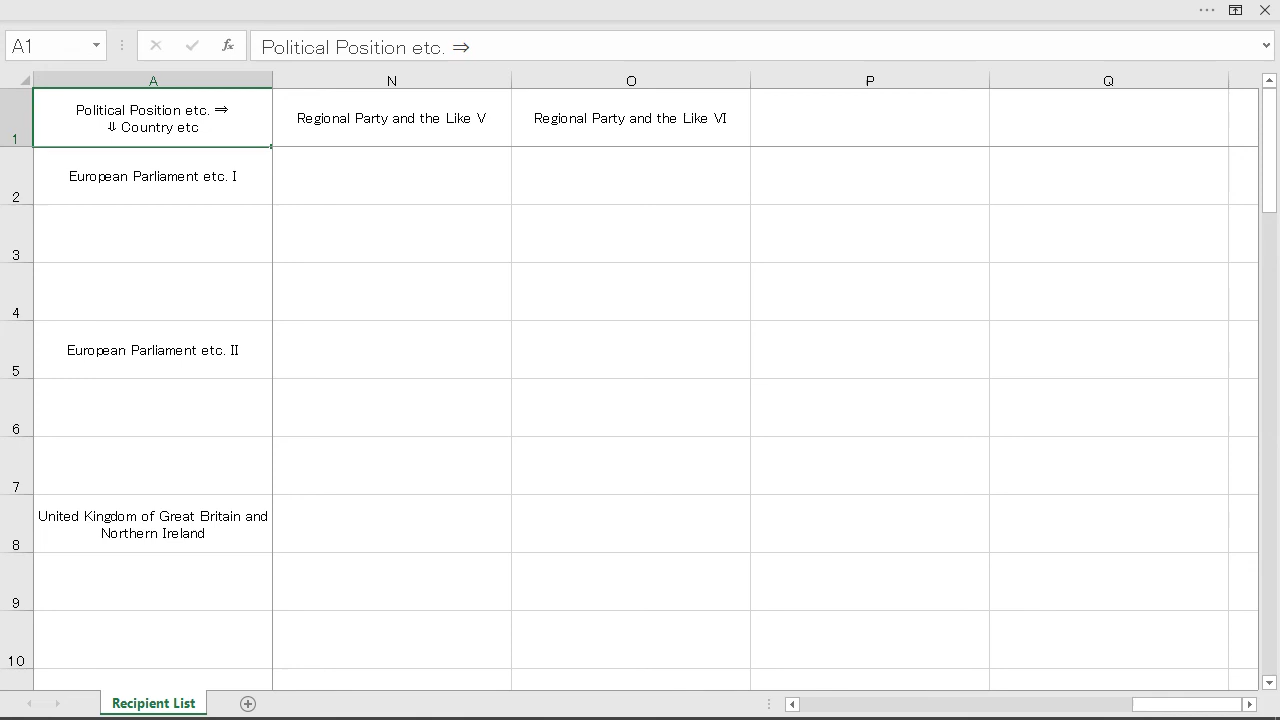 A1
fx
Political Position etc. ⇒
A N O P Q
1
Political Position etc. ⇒
⇓ Country etc
Regional Party and the Like V
Regional Party and the Like VI
2
European Parliament etc. I
3
4
5
European Parliament etc. II
6
7
8
United Kingdom of Great Britain and
Northern Ireland
9
10
Recipient List